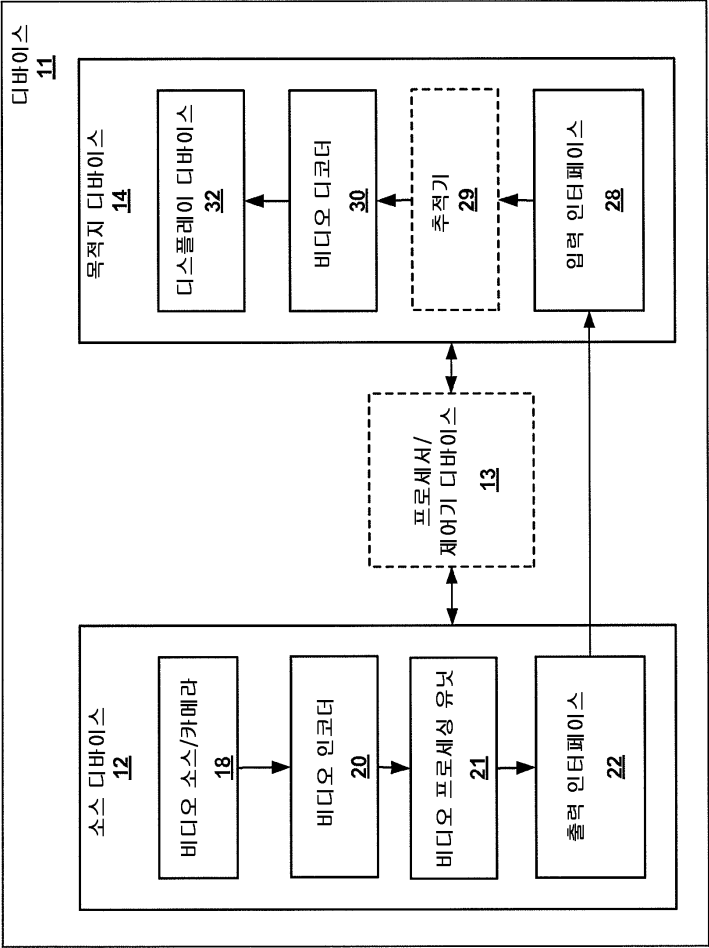 디바이스
11
소스 디바이스
12
비디오 소스/카메라
18
비디오 인코더
20
비디오 프로세싱 유닛
21
출력 인터페이스
22
프로세서/
제어기 디바이스
13
목적지 디바이스
14
디스플레이 디바이스
32
비디오 디코더
30
추적기
29
입력 인터페이스
28